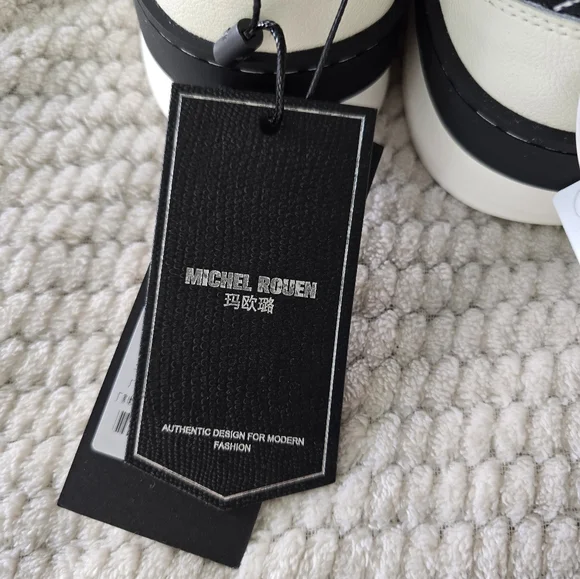 MICHEL ROUEN
玛欧璐
AUTHENTIC DESIGN FOR MODERN
FASHION